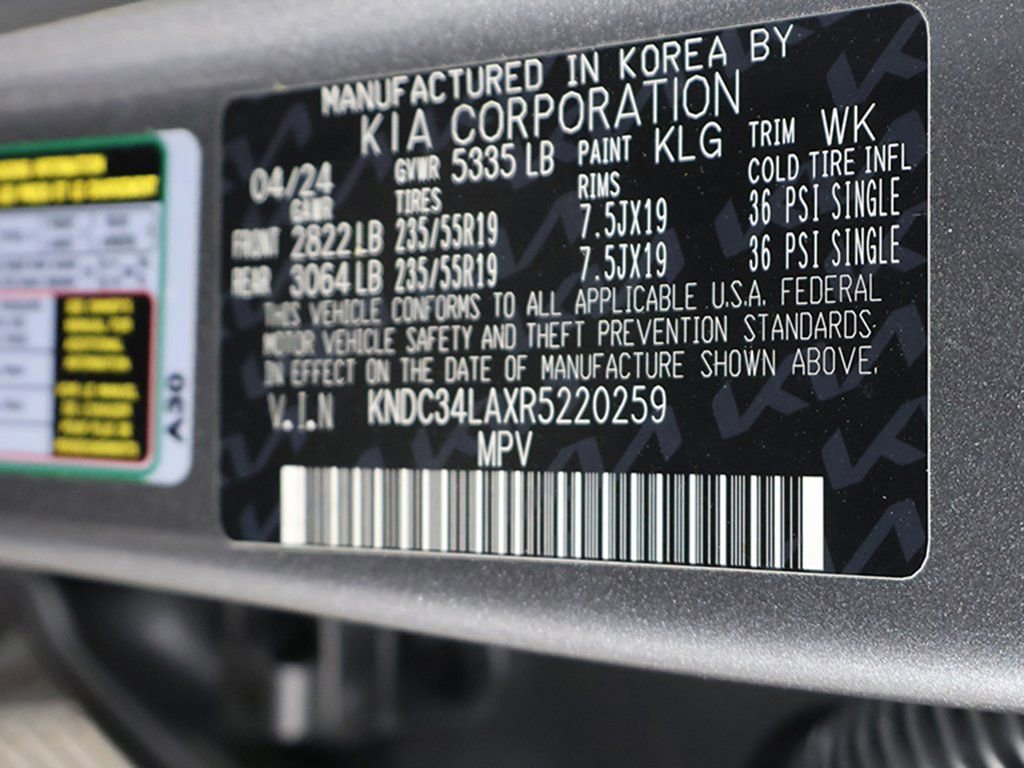 MANUFACTURED IN KOREA BY
KIA CORPORATION
04/24 GVWR 5335 LB PAINT KLG TRIM WK
GAWR TIRES RIMS COLD TIRE INFL
FRONT 2822 LB 235/55R19 7.5JX19 36 PSI SINGLE
REAR 3064 LB 235/55R19 7.5JX19 36 PSI SINGLE
THIS VEHICLE CONFORMS TO ALL APPLICABLE U.S.A. FEDERAL
MOTOR VEHICLE SAFETY AND THEFT PREVENTION STANDARDS
IN EFFECT ON THE DATE OF MANUFACTURE SHOWN ABOVE.
V.I.N KNDC34LAXR5220259
MPV
A30